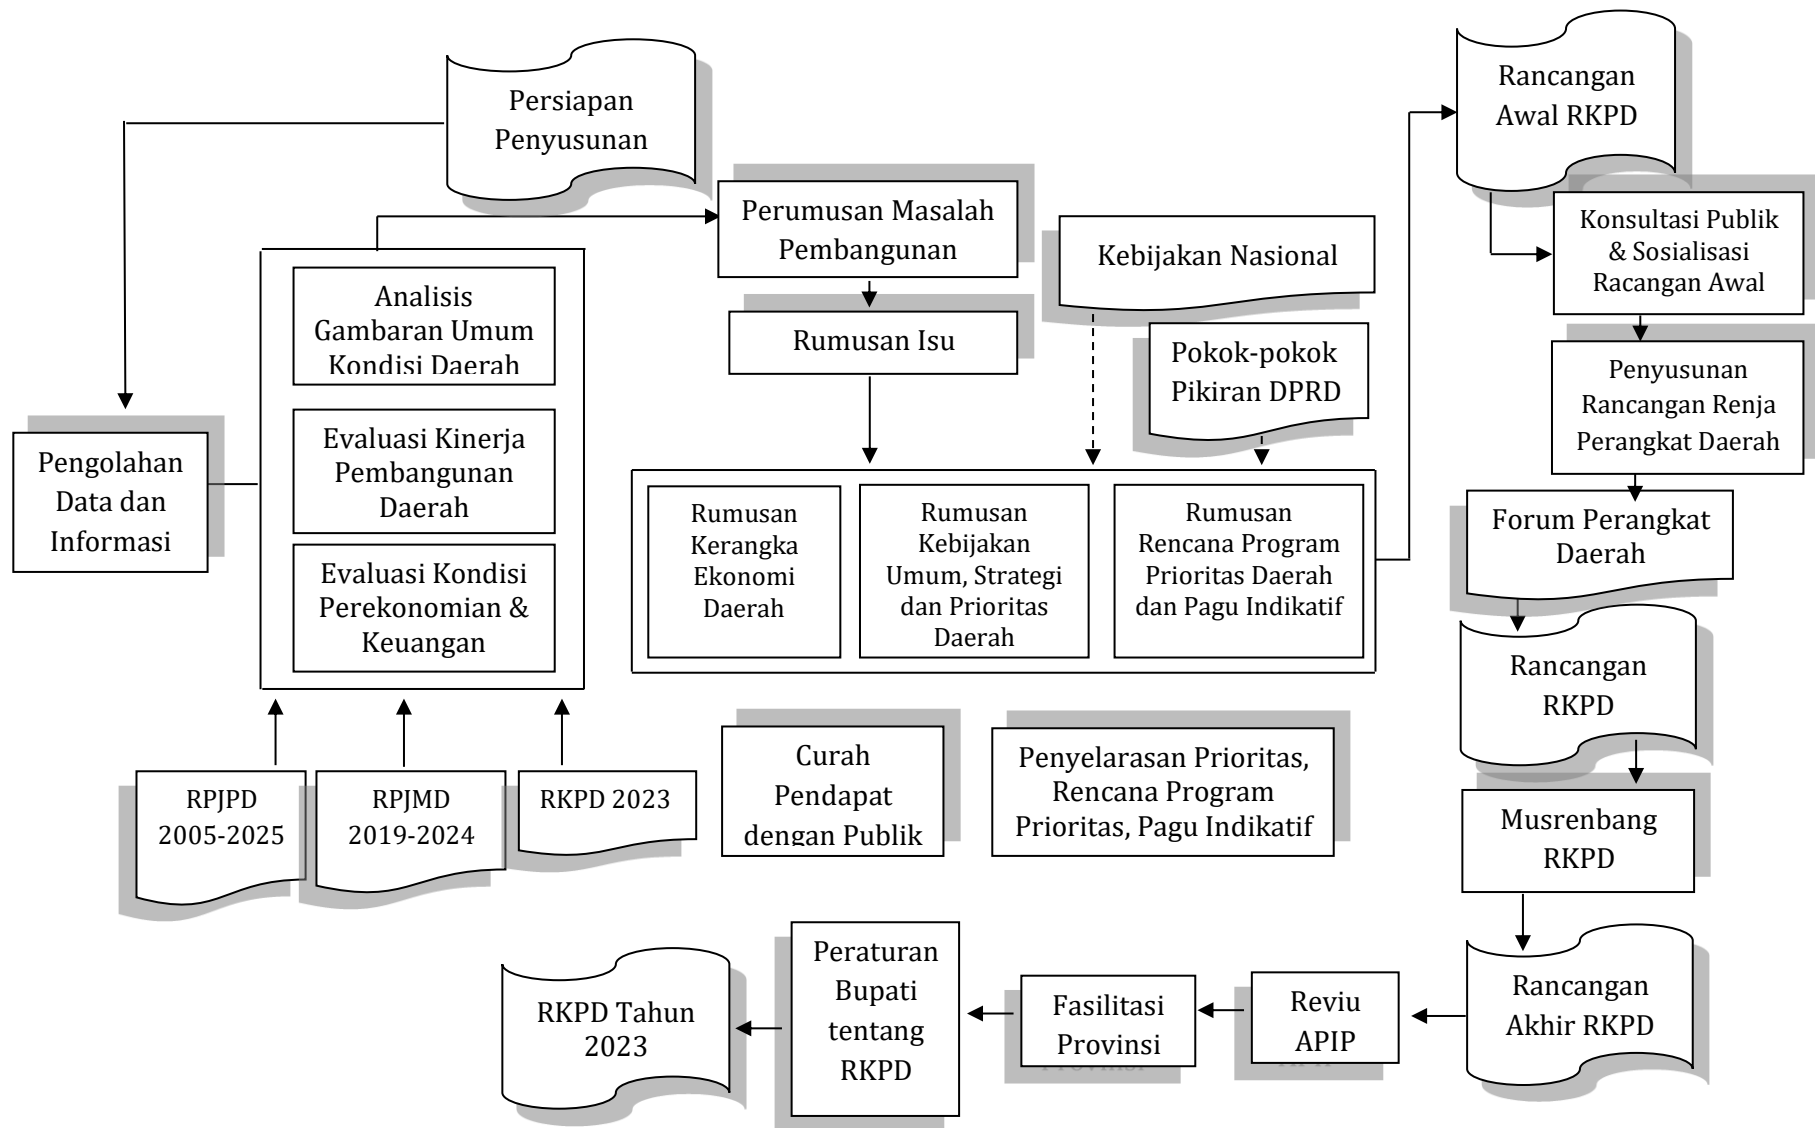 Persiapan
Penyusunan
Rancangan
Awal RKPD
Perumusan Masalah
Pembangunan
Kebijakan Nasional
Konsultasi Publik
& Sosialisasi
Racangan Awal
Analisis
Gambaran Umum
Kondisi Daerah
Rumusan Isu
Pokok-pokok
Pikiran DPRD
Penyusunan
Rancangan Renja
Perangkat Daerah
Pengolahan
Data dan
Informasi
Evaluasi Kinerja
Pembangunan
Daerah
Evaluasi Kondisi
Perekonomian &
Keuangan
Rumusan
Kerangka
Ekonomi
Daerah
Rumusan
Kebijakan
Umum, Strategi
dan Prioritas
Daerah
Rumusan
Rencana Program
Prioritas Daerah
dan Pagu Indikatif
Forum Perangkat
Daerah
Rancangan
RKPD
RPJPD
2005-2025
RPJMD
2019-2024
RKPD 2023
Curah
Pendapat
dengan Publik
Penyelarasan Prioritas,
Rencana Program
Prioritas, Pagu Indikatif
Musrenbang
RKPD
RKPD Tahun
2023
Peraturan
Bupati
tentang
RKPD
Fasilitasi
Provinsi
Reviu
APIP
Rancangan
Akhir RKPD